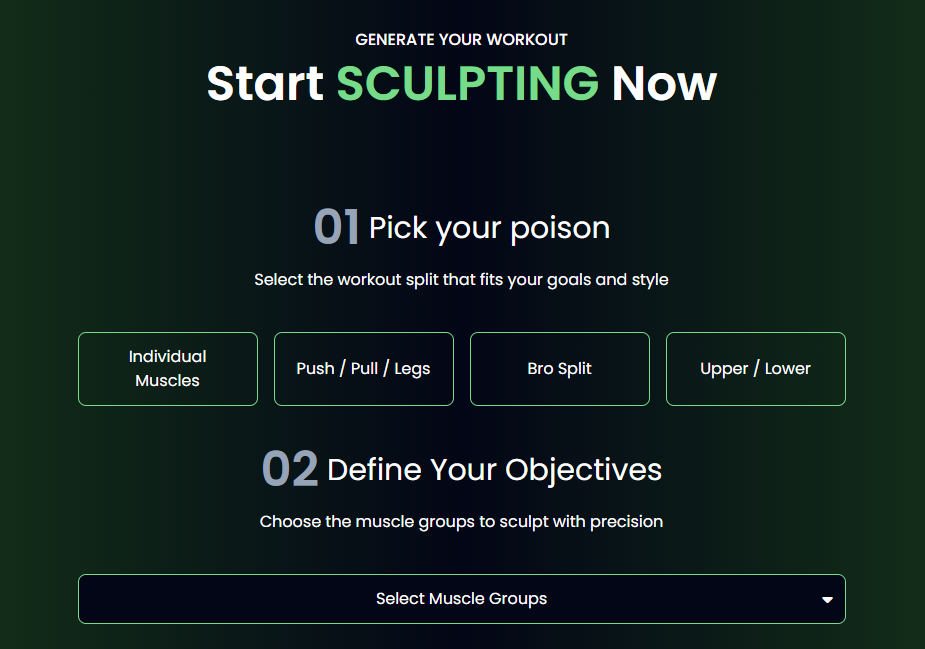 GENERATE YOUR WORKOUT
Start SCULPTING Now
01 Pick your poison
Select the workout split that fits your goals and style
Individual
Muscles
Push / Pull / Legs
Bro Split
Upper / Lower
02 Define Your Objectives
Choose the muscle groups to sculpt with precision
Select Muscle Groups